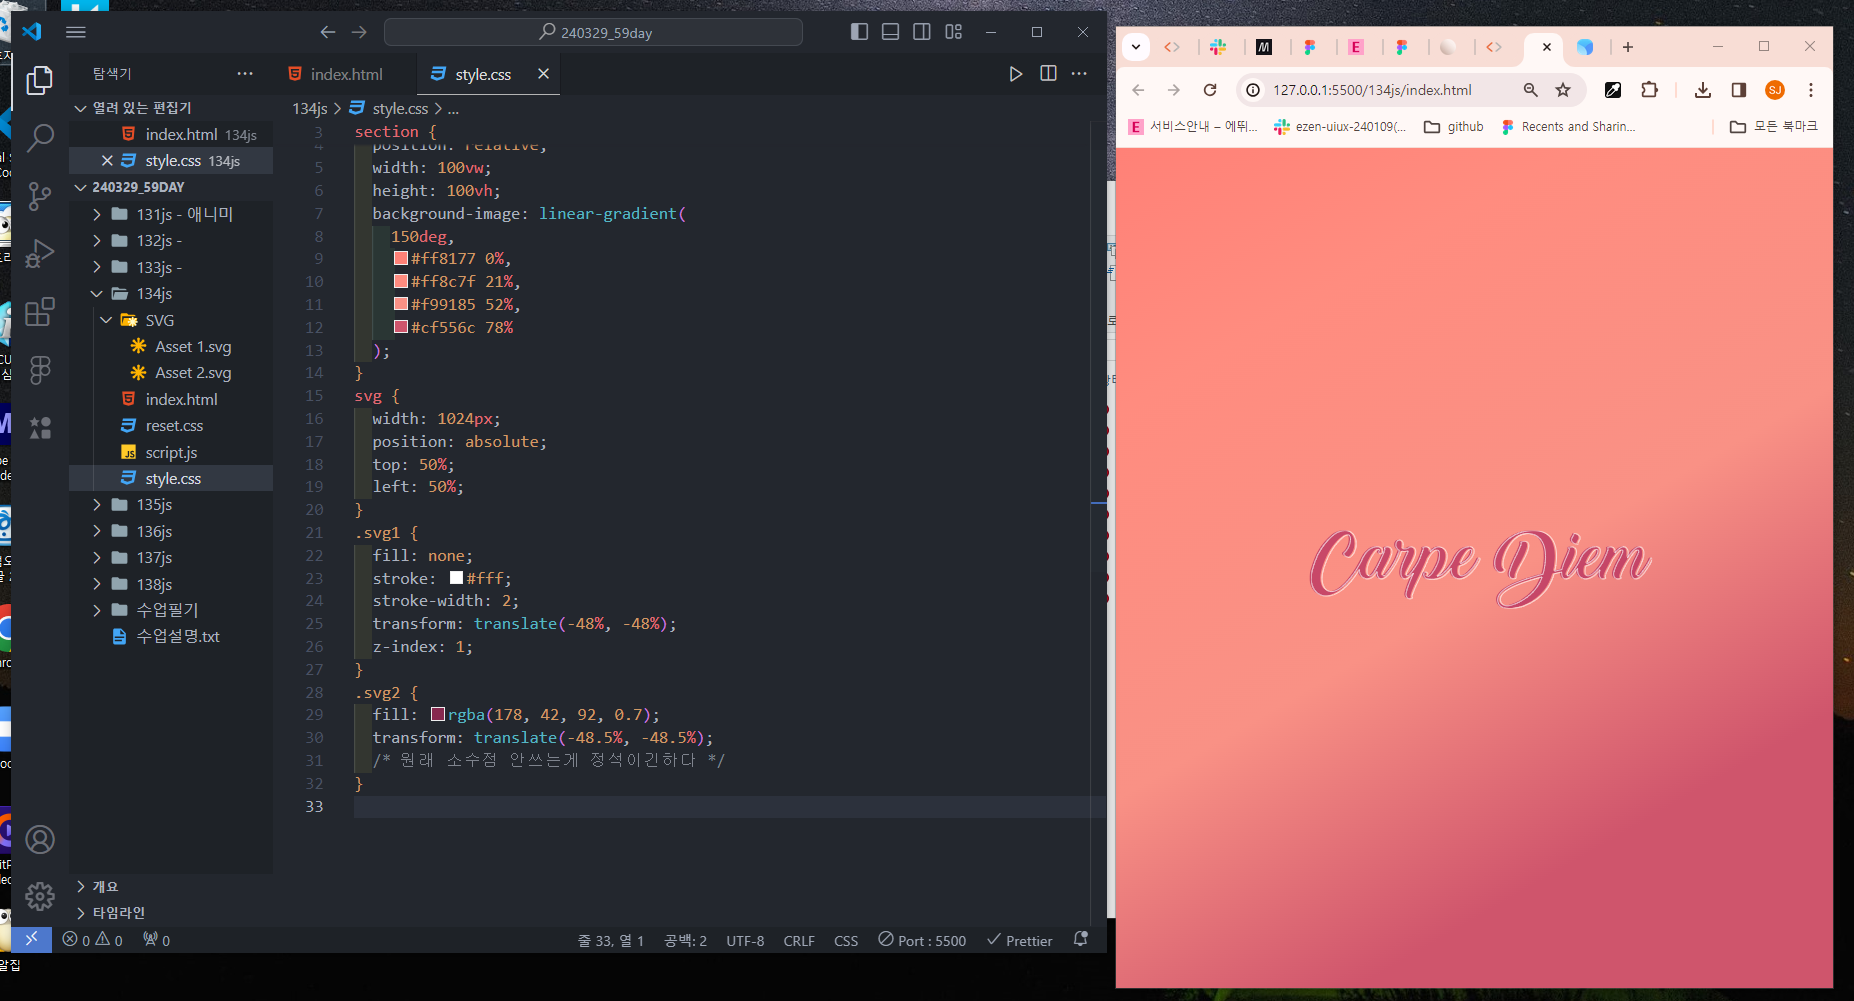 240329_59day
탐색기
index.html
style.css
열려 있는 편집기
index.html 134js
style.css 134js
240329_59DAY
131js - 애니미
132js -
133js -
134js
SVG
Asset 1.svg
Asset 2.svg
index.html
reset.css
script.js
style.css
135js
136js
137js
138js
수업필기
수업설명.txt
개요
타임라인
134js > style.css > ...
3 section {
4 position: relative;
5 width: 100vw;
6 height: 100vh;
7 background-image: linear-gradient(
8 150deg,
9 #ff8177 0%,
10 #ff8c7f 21%,
11 #f99185 52%,
12 #cf556c 78%
13 );
14 }
15 svg {
16 width: 1024px;
17 position: absolute;
18 top: 50%;
19 left: 50%;
20 }
21 .svg1 {
22 fill: none;
23 stroke: #fff;
24 stroke-width: 2;
25 transform: translate(-48%, -48%);
26 z-index: 1;
27 }
28 .svg2 {
29 fill: rgba(178, 42, 92, 0.7);
30 transform: translate(-48.5%, -48.5%);
31 /* 원래 소수점 안쓰는게 정석이긴하다 */
32 }
33
0 0 0
줄 33, 열 1
공백: 2
UTF-8
CRLF
CSS
Port : 5500
Prettier
알집
127.0.0.1:5500/134js/index.html
SJ
서비스안내 – 에뛰...
ezen-uiux-240109(...
github
Recents and Sharin...
모든 북마크
Carpe Diem